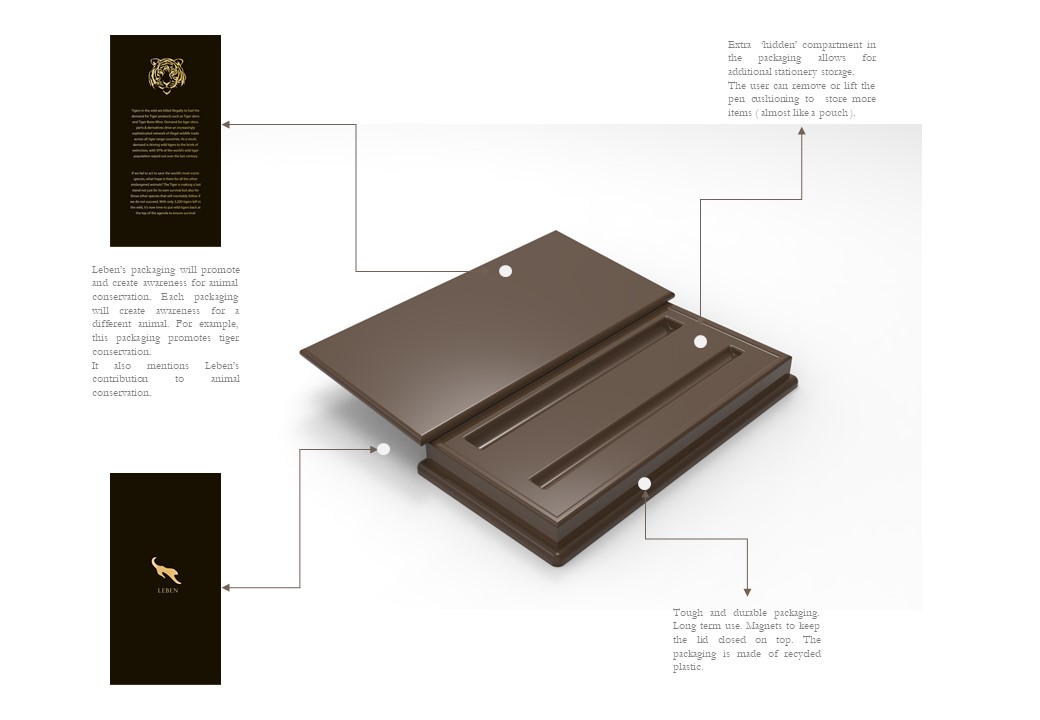 Tigers in the wild are killed illegally to fuel the
demand for Tiger products such as Tiger skins
and Tiger Bone Wine. Demand for tiger skins,
parts & derivatives drive an increasingly
sophisticated network of illegal wildlife trade
across all tiger range countries. As a result,
demand is driving wild tigers to the brink of
extinction, with 97% of the world's wild tiger
population wiped out over the last century.
If we fail to act to save the world's most iconic
species, what hope is there for all the other
endangered animals? The Tiger is making a last
stand not just for its own survival but also for
those other species that will inevitably follow if
we do not succeed. With only 3,200 tigers left in
the wild, it's now time to put wild tigers back at
the top of the agenda to ensure survival
Extra 'hidden' compartment in
the packaging allows for
additional stationery storage.
The user can remove or lift the
pen cushioning to store more
items ( almost like a pouch ).
Leben's packaging will promote
and create awareness for animal
conservation. Each packaging
will create awareness for a
different animal. For example,
this packaging promotes tiger
conservation.
It also mentions Leben's
contribution to animal
conservation.
LEBEN
Tough and durable packaging.
Long term use. Magnets to keep
the lid closed on top. The
packaging is made of recycled
plastic.